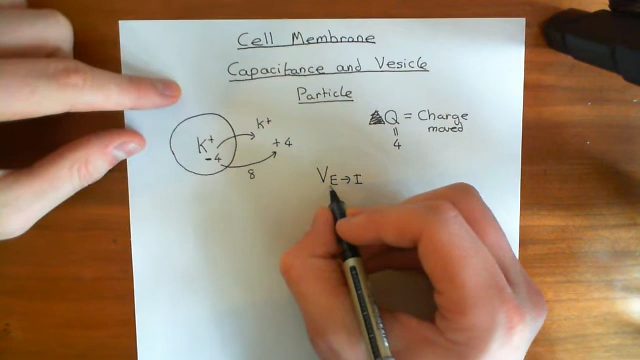 Cell Membrane
Capacitance and Vesicle
Particle
K+
K+
-4
+4
8
Q = Charge moved
4
VE→I